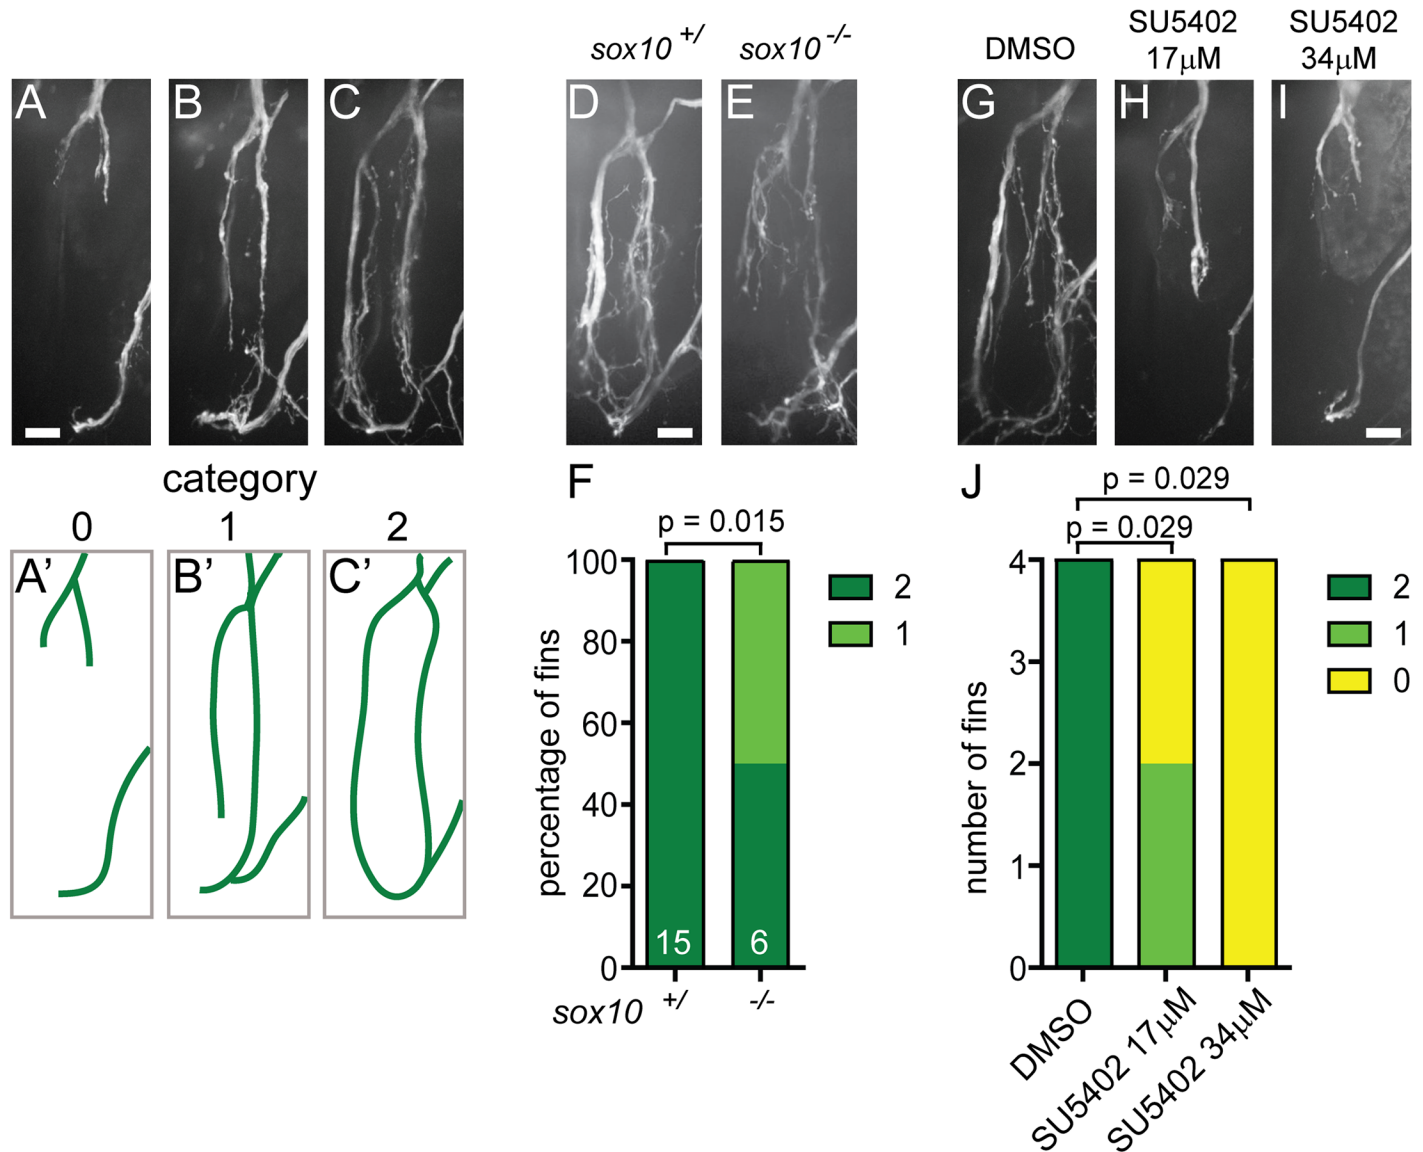 sox10 +/
sox10 -/-
DMSO
SU5402
17μM
SU5402
34μM
A
B
C
D
E
G
H
I
category
0
1
2
A’
B’
C’
F
p = 0.015
100
80
60
40
20
0
percentage of fins
15
6
sox10
+/
-/-
2
1
J
p = 0.029
p = 0.029
4
3
2
1
0
number of fins
DMSO
SU5402 17μM
SU5402 34μM
2
1
0